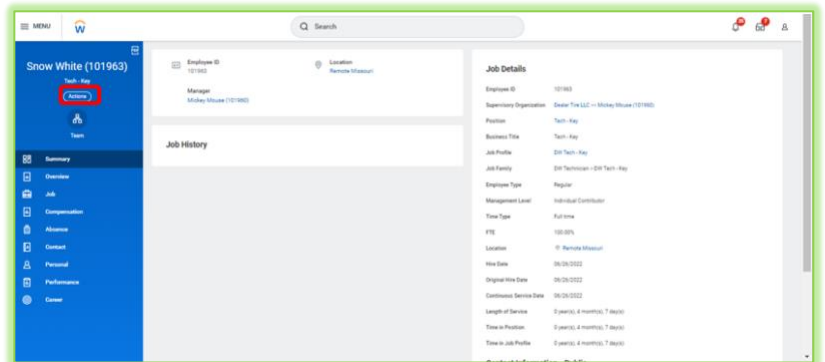 MENU
Search
Snow White (101963)
Tech - Key
Actions
Team
Summary
Overview
Job
Compensation
Absence
Contact
Personal
Performance
Career
Employee ID
101963
Location
Remote Missouri
Manager
Mickey Mouse (101960)
Job History
Job Details
Employee ID 101963
Supervisory Organization Dealer Tire LLC >> Mickey Mouse (101960)
Position Tech - Key
Business Title Tech - Key
Job Profile DW Tech - Key
Job Family DW Technician > DW Tech - Key
Employee Type Regular
Management Level Individual Contributor
Time Type Full time
FTE 100.00%
Location Remote Missouri
Hire Date 06/26/2022
Original Hire Date 06/26/2022
Continuous Service Date 06/26/2022
Length of Service 0 year(s), 4 month(s), 7 day(s)
Time in Position 0 year(s), 4 month(s), 7 day(s)
Time in Job Profile 0 year(s), 4 month(s), 7 day(s)